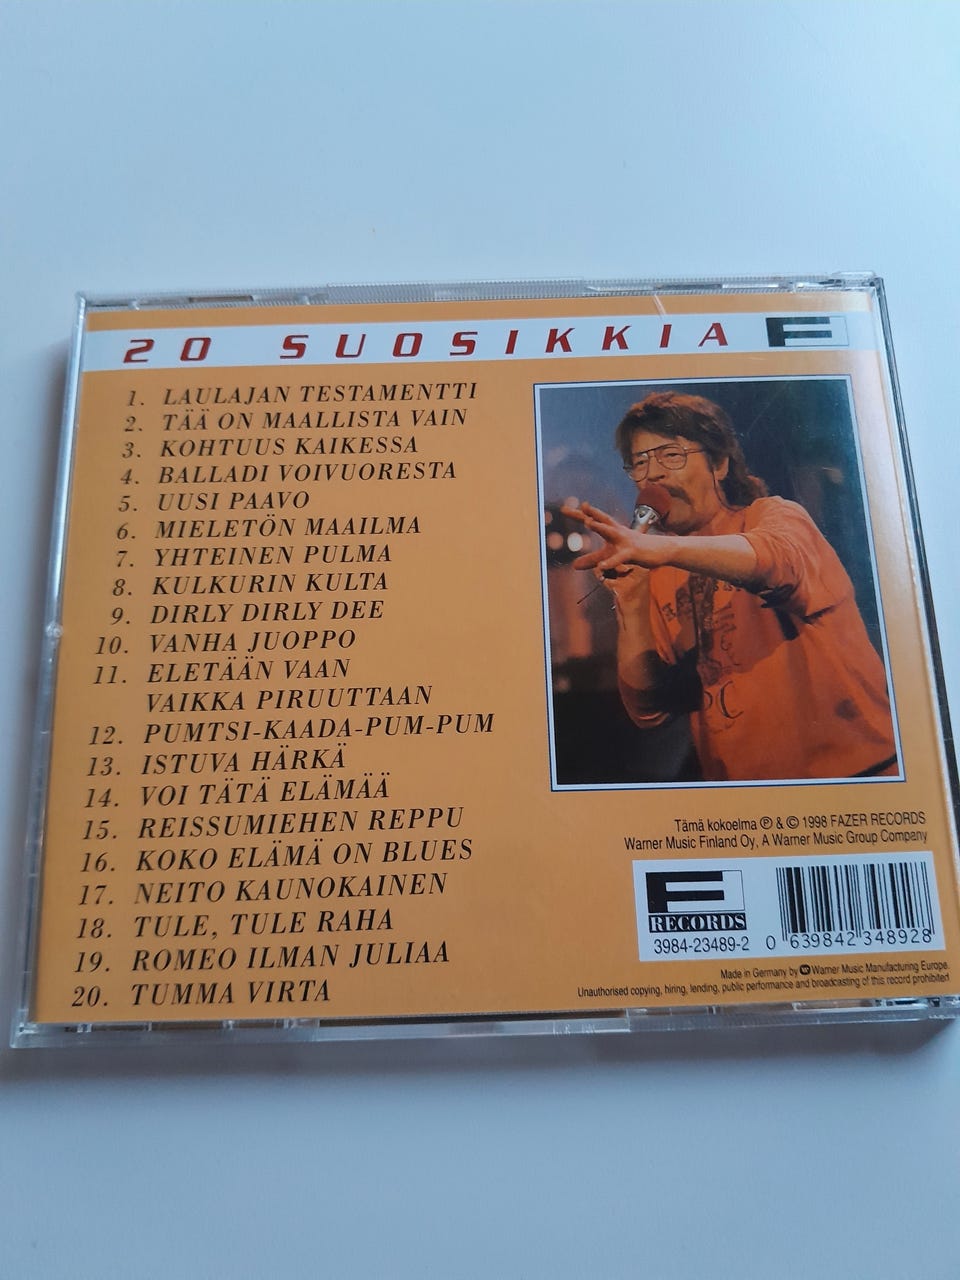 20 SUOSIKKIA F
1. LAULAJAN TESTAMENTTI
2. TÄÄ ON MAALLISTA VAIN
3. KOHTUUS KAIKESSA
4. BALLADI VOIVUORESTA
5. UUSI PAAVO
6. MIELETÖN MAAILMA
7. YHTEINEN PULMA
8. KULKURIN KULTA
9. DIRLY DIRLY DEE
10. VANHA JUOPPO
11. ELETÄÄN VAAN
VAIKKA PIRUUTTAAN
12. PUMTSI-KAADA-PUM-PUM
13. ISTUVA HÄRKÄ
14. VOI TÄTÄ ELÄMÄÄ
15. REISSUMIEHEN REPPU
16. KOKO ELÄMÄ ON BLUES
17. NEITO KAUNOKAINEN
18. TULE, TULE RAHA
19. ROMEO ILMAN JULIAA
20. TUMMA VIRTA
Tämä kokoelma ℗ & © 1998 FAZER RECORDS
Warner Music Finland Oy, A Warner Music Group Company
F
RECORDS
3984-23489-2
0 639842 348928
Made in Germany by Warner Music Manufacturing Europe.
Unauthorised copying, hiring, lending, public performance and broadcasting of this record prohibited.